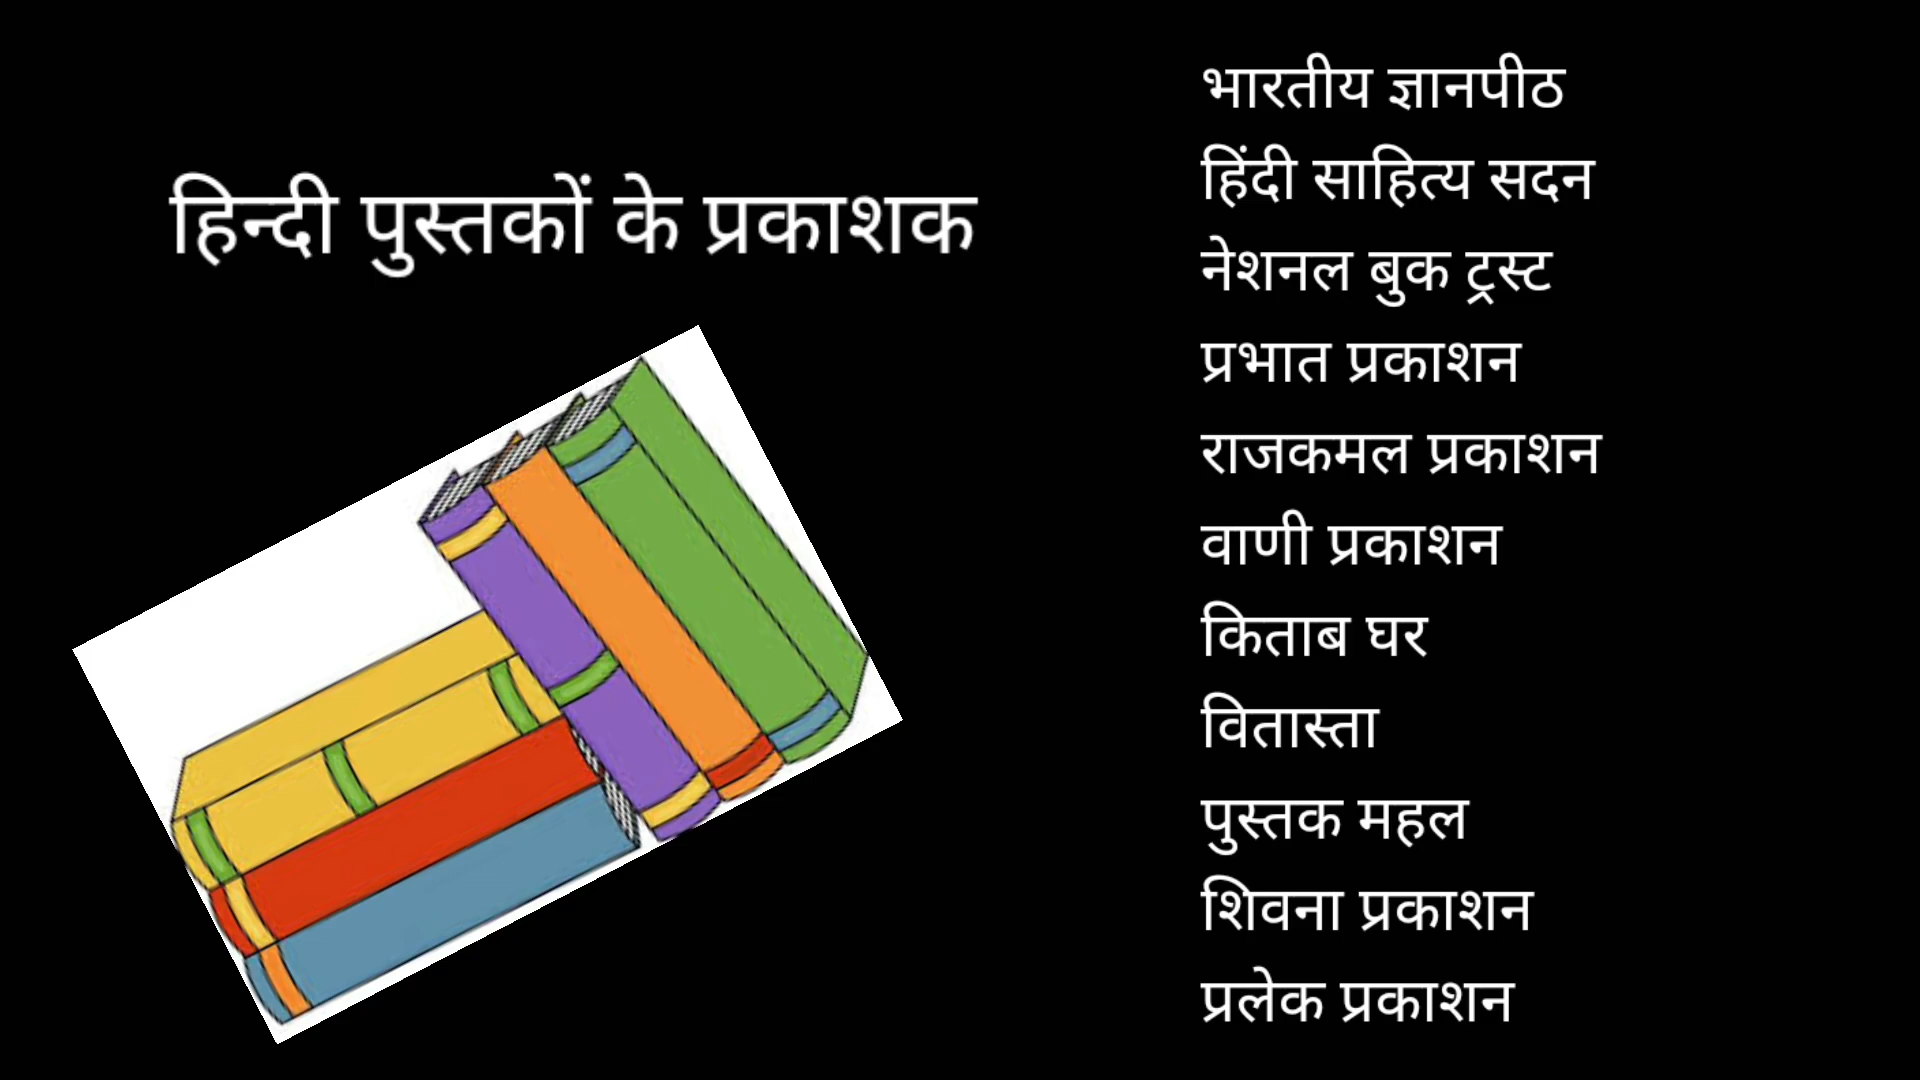 हिन्दी पुस्तकों के प्रकाशक
भारतीय ज्ञानपीठ
हिंदी साहित्य सदन
नेशनल बुक ट्रस्ट
प्रभात प्रकाशन
राजकमल प्रकाशन
वाणी प्रकाशन
किताब घर
वितास्ता
पुस्तक महल
शिवना प्रकाशन
प्रलेक प्रकाशन